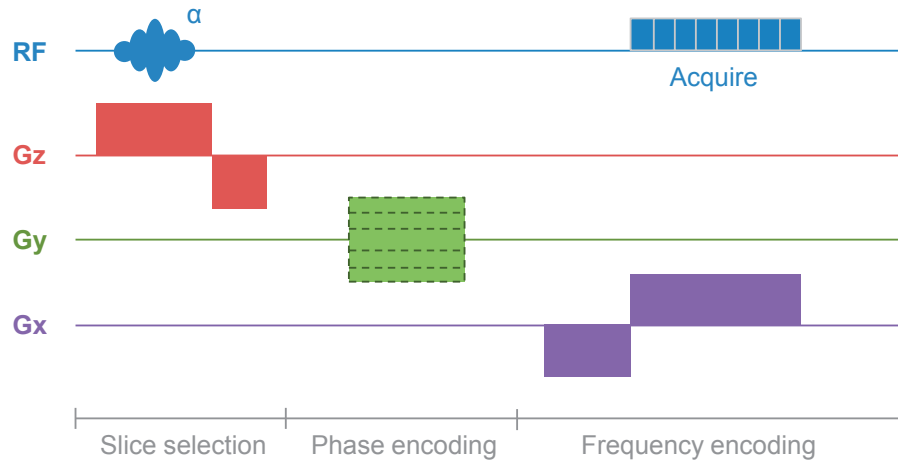 α
RF
Acquire
Gz
Gy
Gx
Slice selection
Phase encoding
Frequency encoding